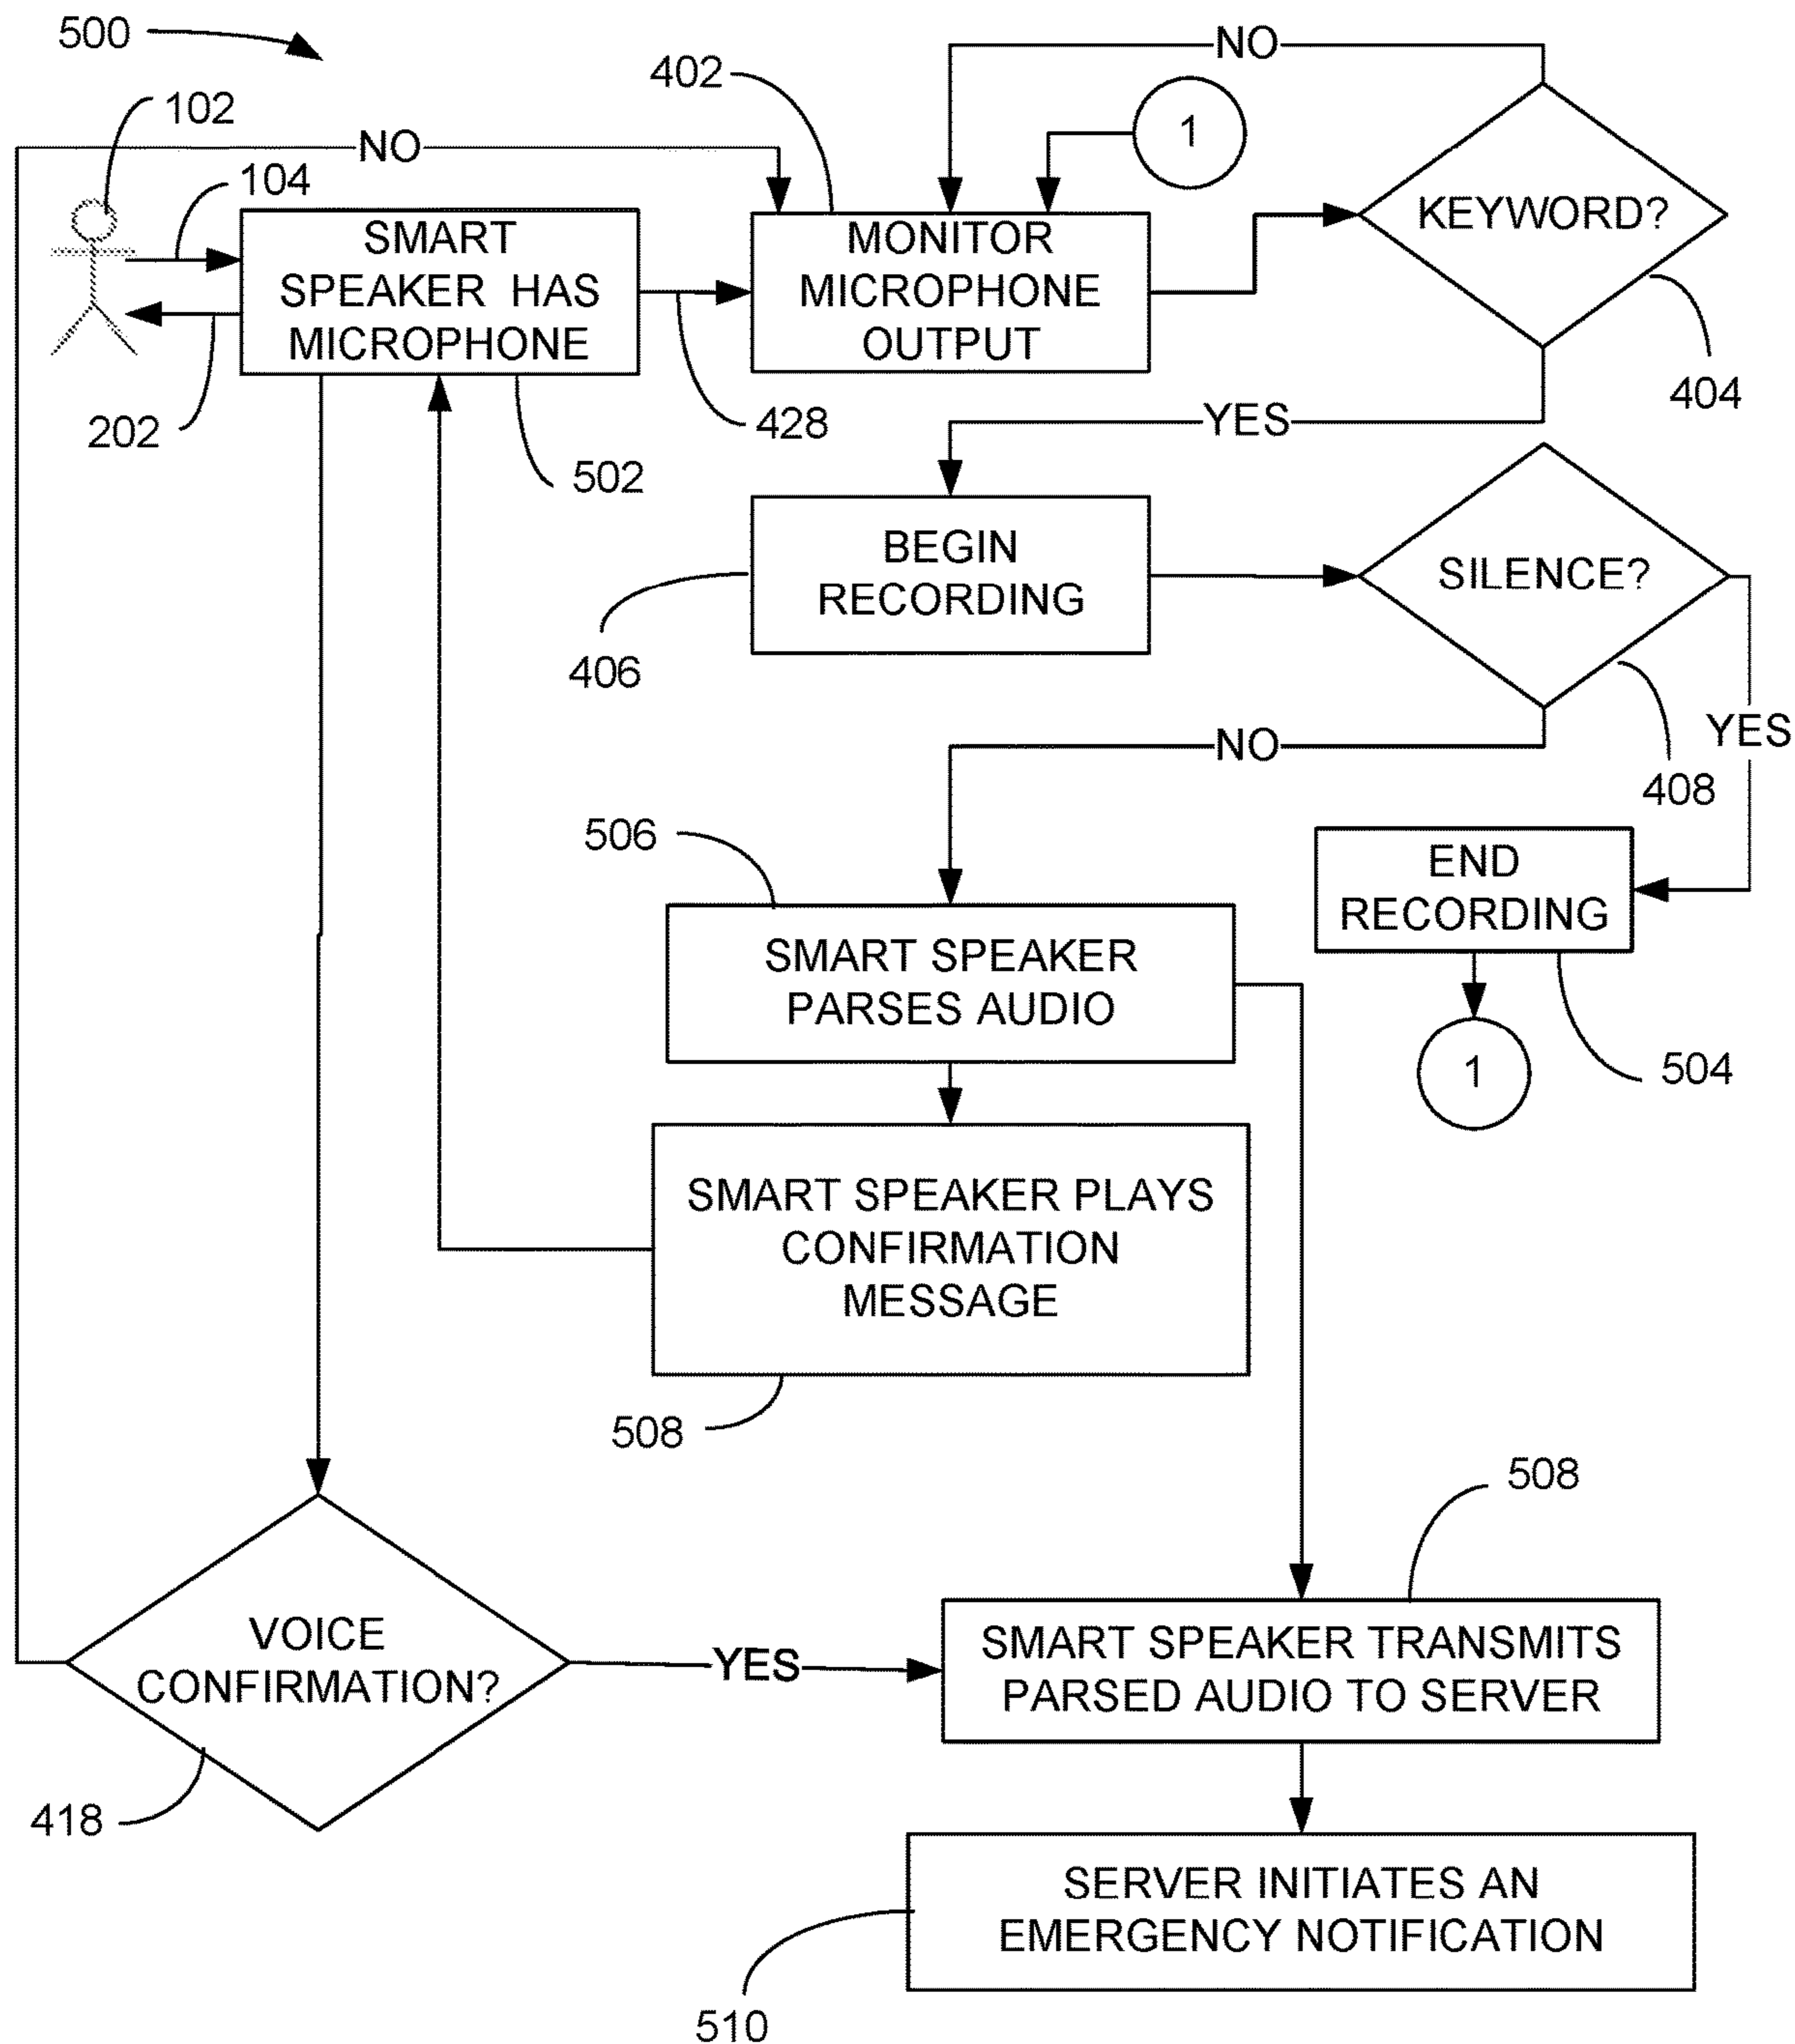 500
NO
402
1
102
NO
104
SMART
SPEAKER HAS
MICROPHONE
MONITOR
MICROPHONE
OUTPUT
KEYWORD?
202
428
404
502
YES
BEGIN
RECORDING
SILENCE?
406
NO
YES
408
506
END
RECORDING
SMART SPEAKER
PARSES AUDIO
1
504
SMART SPEAKER PLAYS
CONFIRMATION
MESSAGE
508
508
VOICE
CONFIRMATION?
YES
SMART SPEAKER TRANSMITS
PARSED AUDIO TO SERVER
418
SERVER INITIATES AN
EMERGENCY NOTIFICATION
510